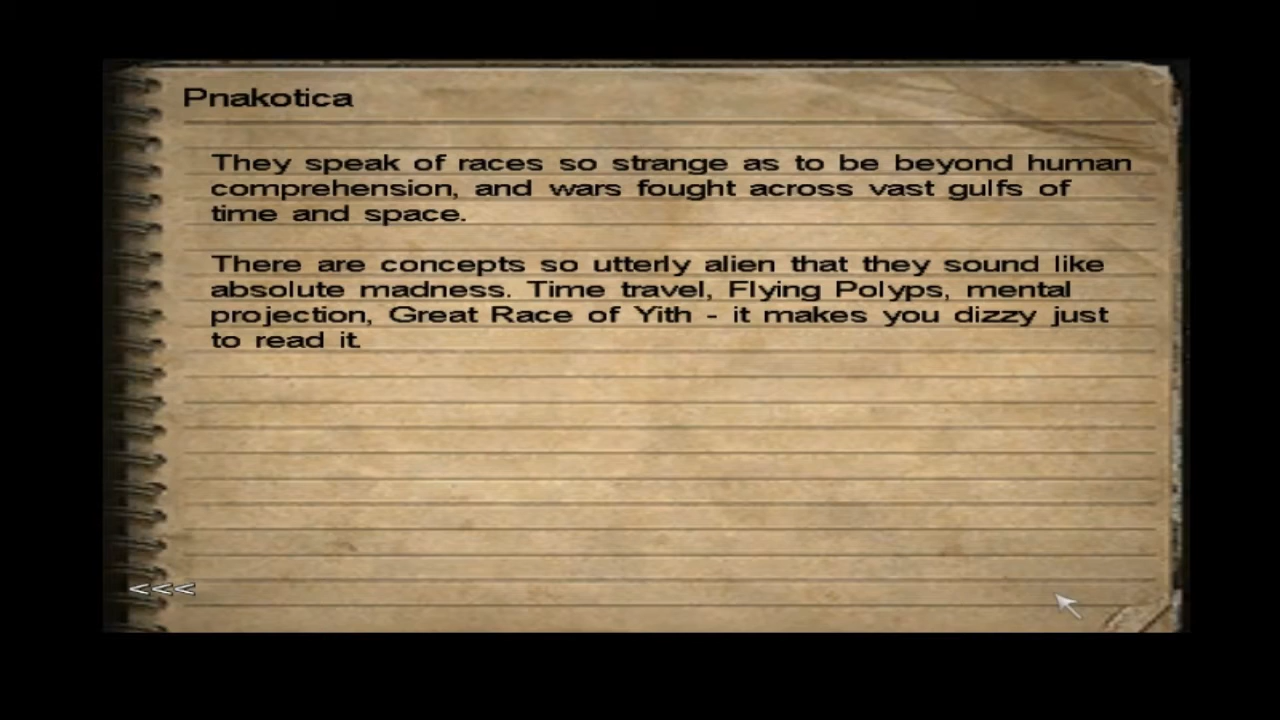 Pnakotica
They speak of races so strange as to be beyond human
comprehension, and wars fought across vast gulfs of
time and space.
There are concepts so utterly alien that they sound like
absolute madness. Time travel, Flying Polyps, mental
projection, Great Race of Yith - it makes you dizzy just
to read it.
<<<